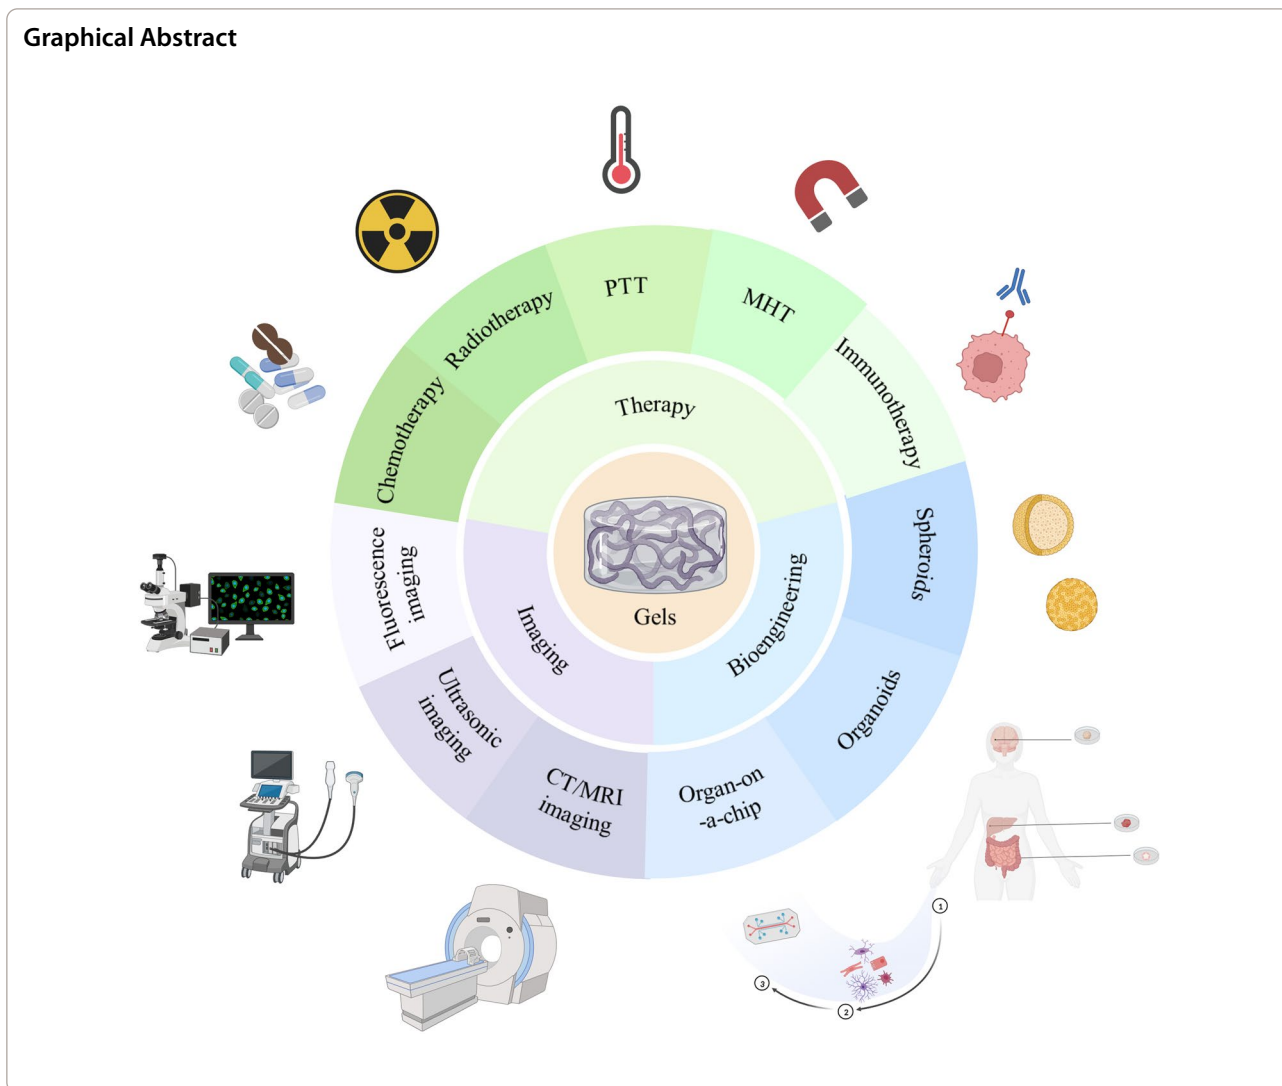 Graphical Abstract
PTT
MHT
Radiotherapy
Immunotherapy
Chemotherapy
Therapy
Gels
Imaging
Bioengineering
Fluorescence
imaging
Spheroids
Ultrasonic
imaging
Organoids
CT/MRI
imaging
Organ-on
-a-chip
1
2
3